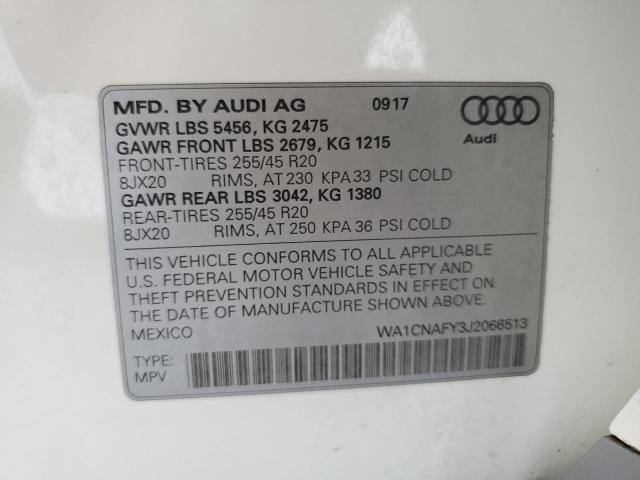 MFD. BY AUDI AG 0917
Audi
GVWR LBS 5456, KG 2475
GAWR FRONT LBS 2679, KG 1215
FRONT-TIRES 255/45 R20
8JX20 RIMS, AT 230 KPA 33 PSI COLD
GAWR REAR LBS 3042, KG 1380
REAR-TIRES 255/45 R20
8JX20 RIMS, AT 250 KPA 36 PSI COLD
THIS VEHICLE CONFORMS TO ALL APPLICABLE
U.S. FEDERAL MOTOR VEHICLE SAFETY AND
THEFT PREVENTION STANDARDS IN EFFECT ON
THE DATE OF MANUFACTURE SHOWN ABOVE.
MEXICO WA1CNAFY3J2066513
TYPE:
MPV